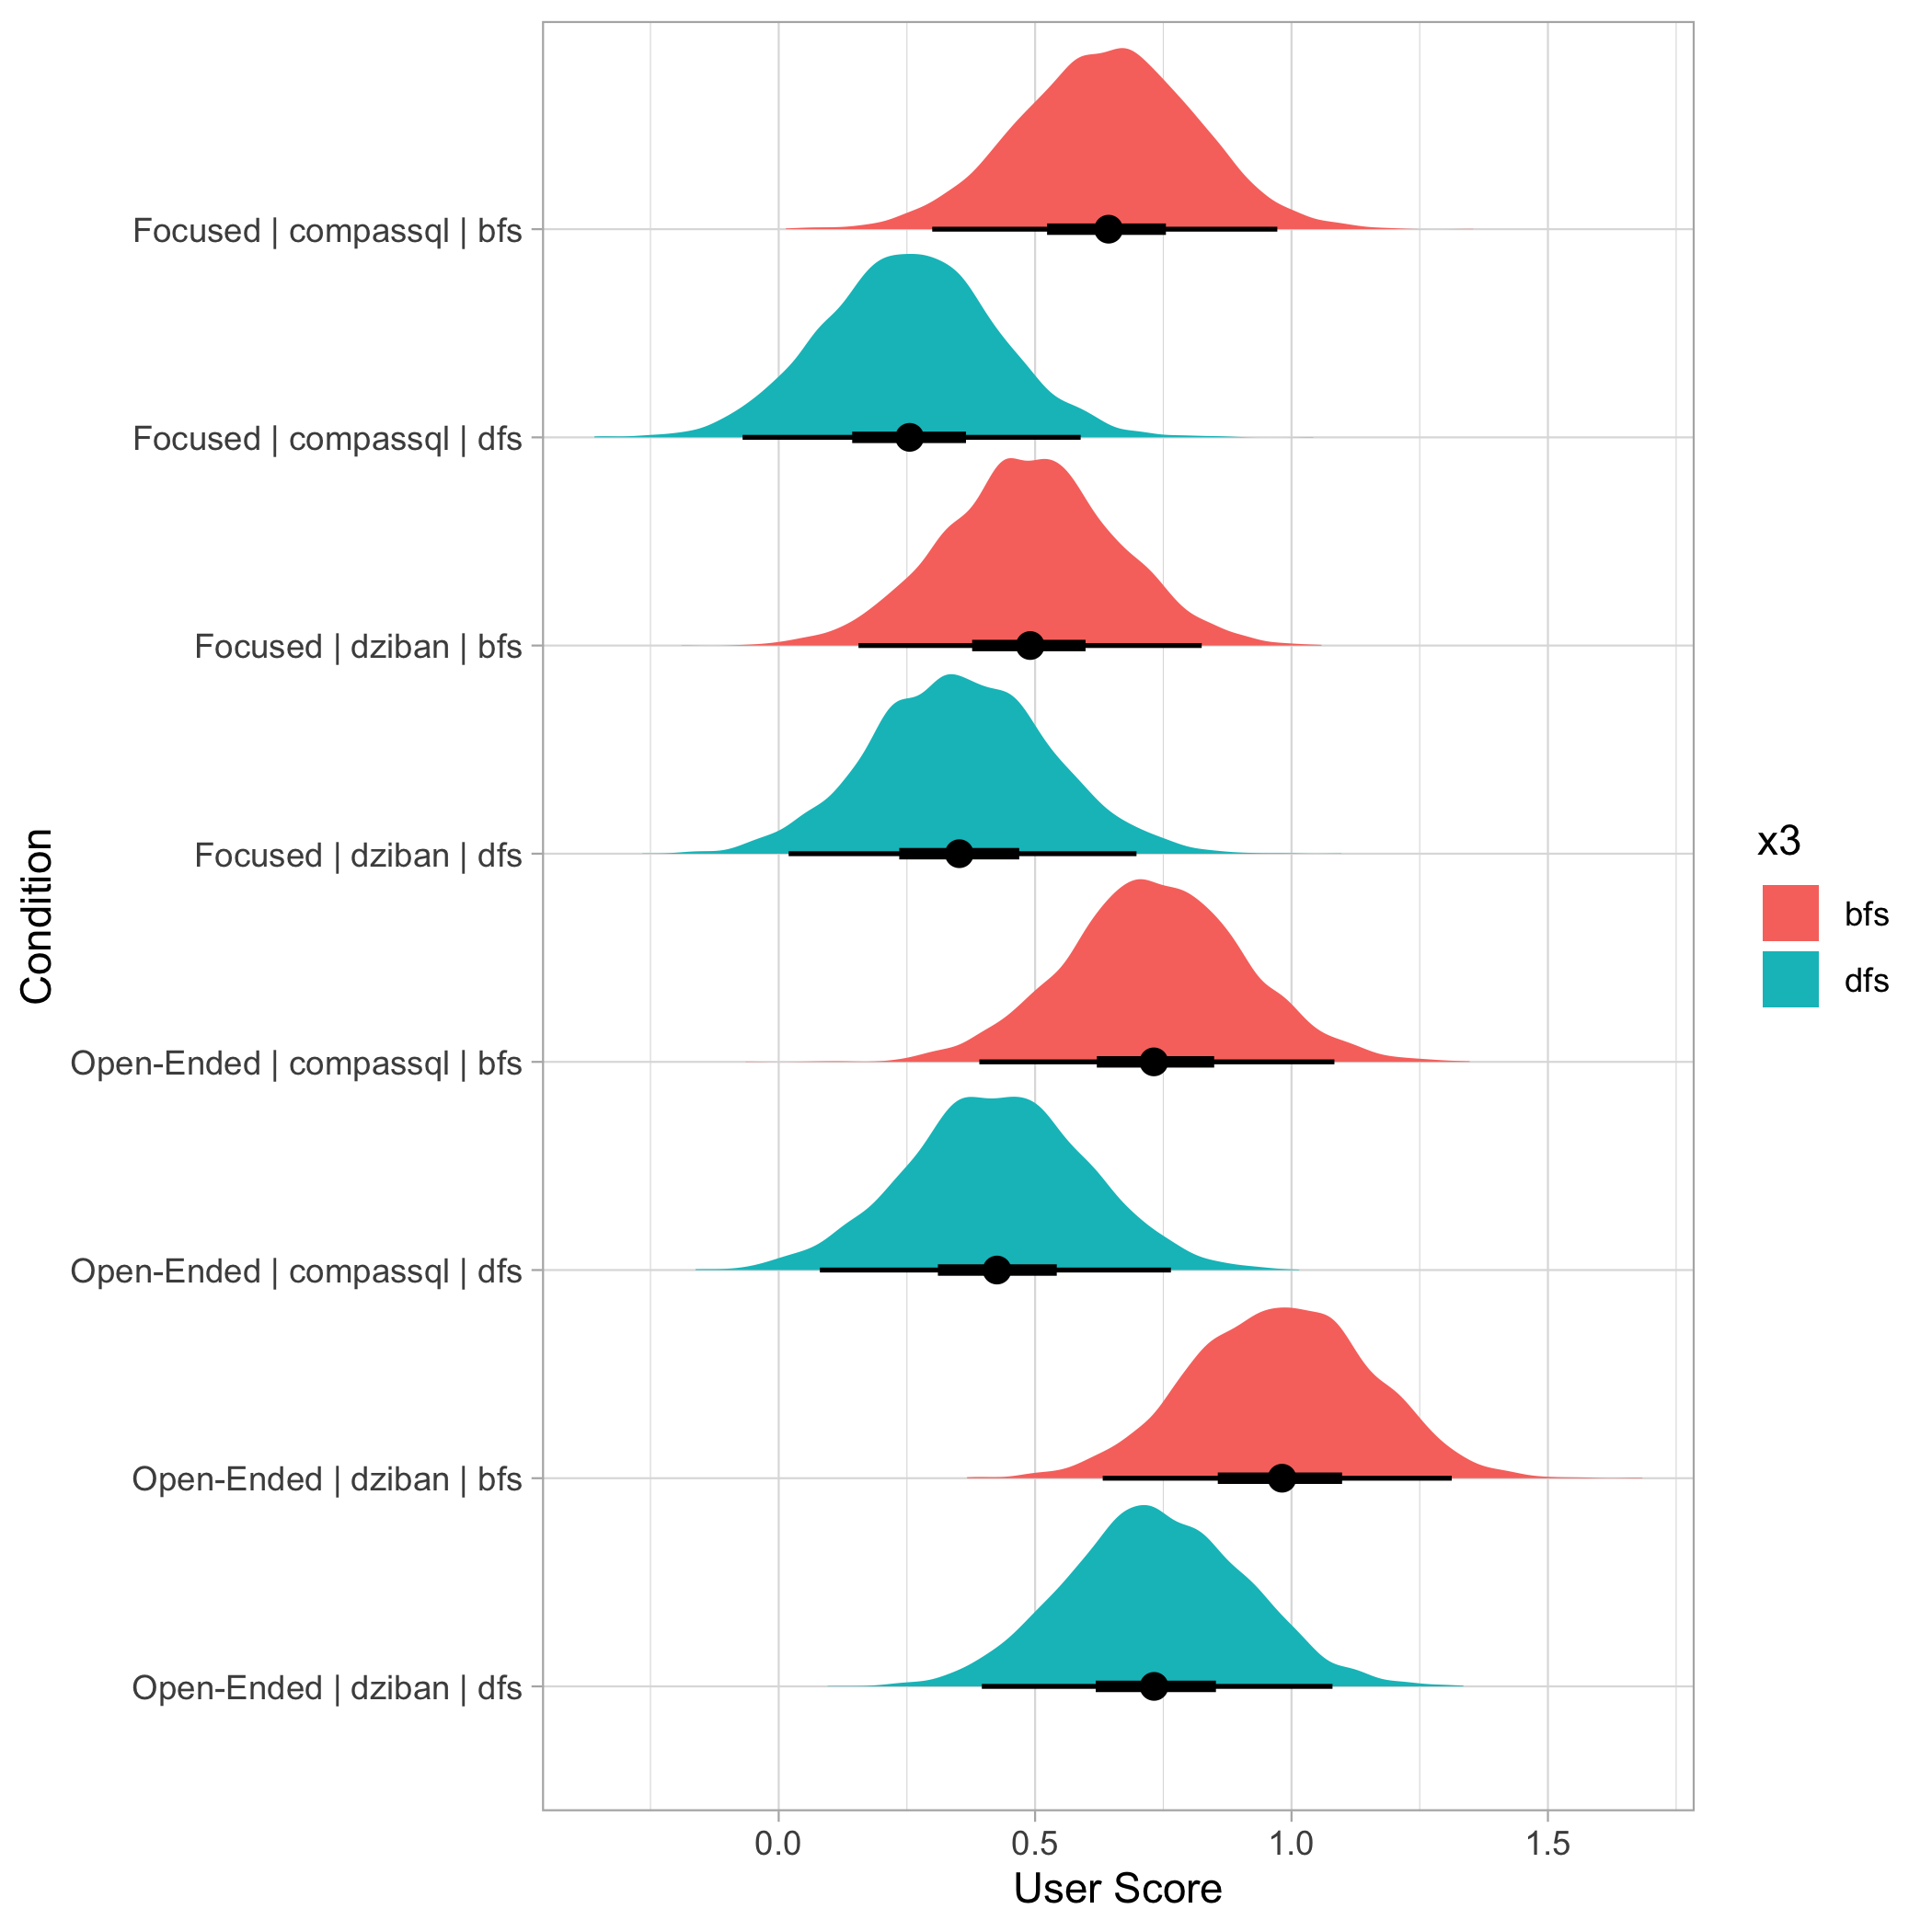 Focused | compassql | bfs
Focused | compassql | dfs
Focused | dziban | bfs
Focused | dziban | dfs
Open-Ended | compassql | bfs
Open-Ended | compassql | dfs
Open-Ended | dziban | bfs
Open-Ended | dziban | dfs
Condition
0.0 0.5 1.0 1.5
User Score
x3
bfs
dfs